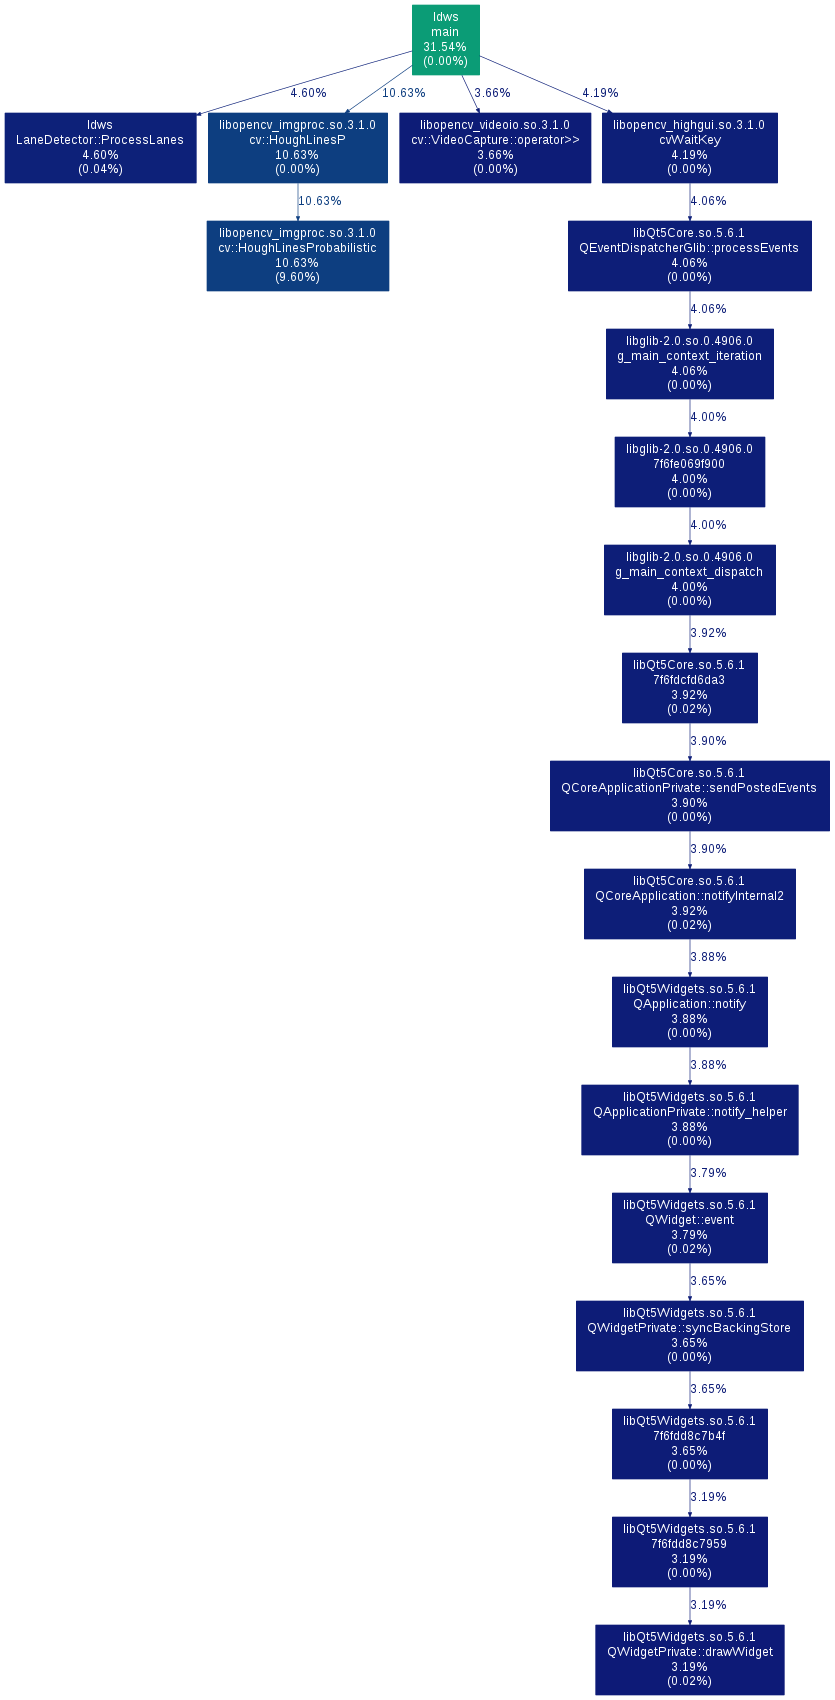 ldws
main
31.54%
(0.00%)
4.60%
10.63%
3.66%
4.19%
ldws
LaneDetector::ProcessLanes
4.60%
(0.04%)
libopencv_imgproc.so.3.1.0
cv::HoughLinesP
10.63%
(0.00%)
libopencv_videoio.so.3.1.0
cv::VideoCapture::operator>>
3.66%
(0.00%)
libopencv_highgui.so.3.1.0
cvWaitKey
4.19%
(0.00%)
10.63%
4.06%
libopencv_imgproc.so.3.1.0
cv::HoughLinesProbabilistic
10.63%
(9.60%)
libQt5Core.so.5.6.1
QEventDispatcherGlib::processEvents
4.06%
(0.00%)
4.06%
libglib-2.0.so.0.4906.0
g_main_context_iteration
4.06%
(0.00%)
4.00%
libglib-2.0.so.0.4906.0
7f6fe069f900
4.00%
(0.00%)
4.00%
libglib-2.0.so.0.4906.0
g_main_context_dispatch
4.00%
(0.00%)
3.92%
libQt5Core.so.5.6.1
7f6fdcfd6da3
3.92%
(0.02%)
3.90%
libQt5Core.so.5.6.1
QCoreApplicationPrivate::sendPostedEvents
3.90%
(0.00%)
3.90%
libQt5Core.so.5.6.1
QCoreApplication::notifyInternal2
3.92%
(0.02%)
3.88%
libQt5Widgets.so.5.6.1
QApplication::notify
3.88%
(0.00%)
3.88%
libQt5Widgets.so.5.6.1
QApplicationPrivate::notify_helper
3.88%
(0.00%)
3.79%
libQt5Widgets.so.5.6.1
QWidget::event
3.79%
(0.02%)
3.65%
libQt5Widgets.so.5.6.1
QWidgetPrivate::syncBackingStore
3.65%
(0.00%)
3.65%
libQt5Widgets.so.5.6.1
7f6fdd8c7b4f
3.65%
(0.00%)
3.19%
libQt5Widgets.so.5.6.1
7f6fdd8c7959
3.19%
(0.00%)
3.19%
libQt5Widgets.so.5.6.1
QWidgetPrivate::drawWidget
3.19%
(0.02%)